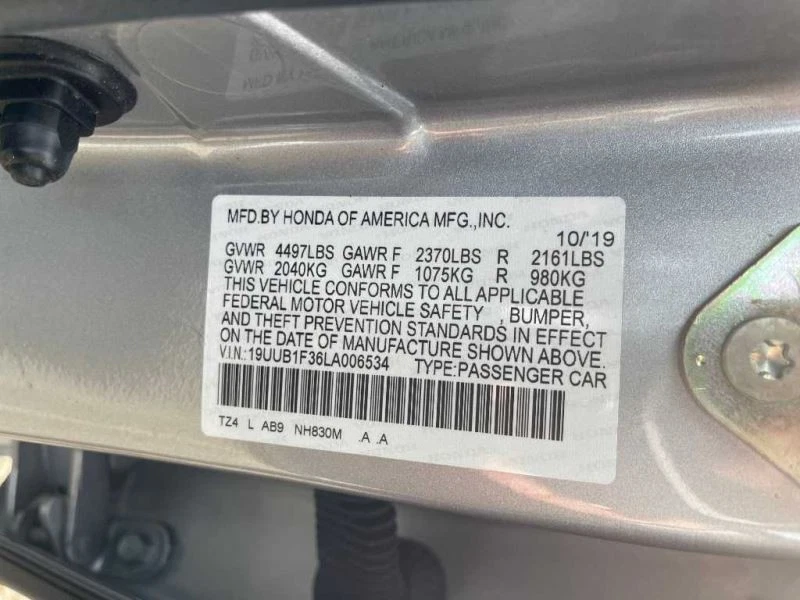 MFD.BY HONDA OF AMERICA MFG.,INC.
10/'19
GVWR 4497LBS GAWR F 2370LBS R 2161LBS
GVWR 2040KG GAWR F 1075KG R 980KG
THIS VEHICLE CONFORMS TO ALL APPLICABLE
FEDERAL MOTOR VEHICLE SAFETY , BUMPER,
AND THEFT PREVENTION STANDARDS IN EFFECT
ON THE DATE OF MANUFACTURE SHOWN ABOVE.
V.I.N.: 19UUB1F36LA006534 TYPE:PASSENGER CAR
TZ4 L AB9 NH830M .A .A